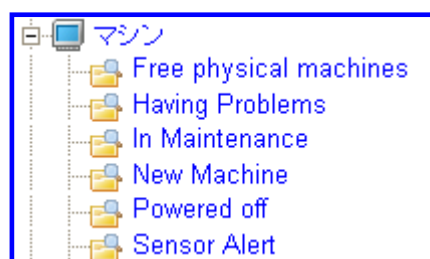 マシン
Free physical machines
Having Problems
In Maintenance
New Machine
Powered off
Sensor Alert